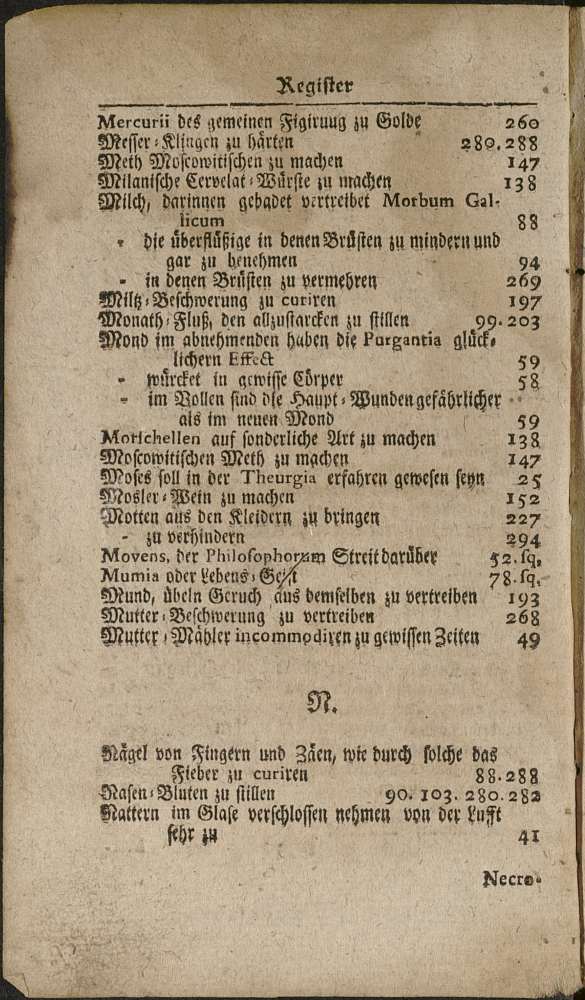 Register
Mercurii des gemeinen Figiruug zu Golde 260
Messer-Klingen zu härten 280. 288
Meth Moscowitischen zu machen 147
Milanische Cervelat-Würste zu machen 138
Milch, darinnen gebadet vertreibet Morbum Gal-
licum 88
- die überflüßige in denen Brüsten zu mindern und
gar zu benehmen 94
- in denen Brüsten zu vermehren 269
Miltz-Beschwerung zu curiren 197
Monath-Fluß, den allzustarcken zu stillen 99. 203
Mond im abnehmenden haben die Purgantia glück-
lichern Effect 59
- würcket in gewisse Cörper 58
- im Vollen sind die Haupt-Wunden gefährlicher
als im neuen Mond 59
Morichellen auf sonderliche Art zu machen 138
Moscowitischen Meth zu machen 147
Moses soll in der Theurgia erfahren gewesen seyn 25
Mosler-Wein zu machen 152
Motten aus den Kleidern zu bringen 227
- zu verhindern 294
Movens, der Philosophorum Streit darüber 52. sq.
Mumia oder Lebens-Geist 78. sq.
Mund, übeln Geruch aus demselben zu vertreiben 193
Mutter-Beschwerung zu vertreiben 268
Mutter-Mähler incommodiren zu gewissen Zeiten 49
N.
Nägel von Fingern und Zäen, wie durch solche das
Fieber zu curiren 88. 288
Nasen-Bluten zu stillen 90. 103. 280. 282
Nattern im Glase verschlossen nehmen von der Lufft
sehr zu 41
Necro-